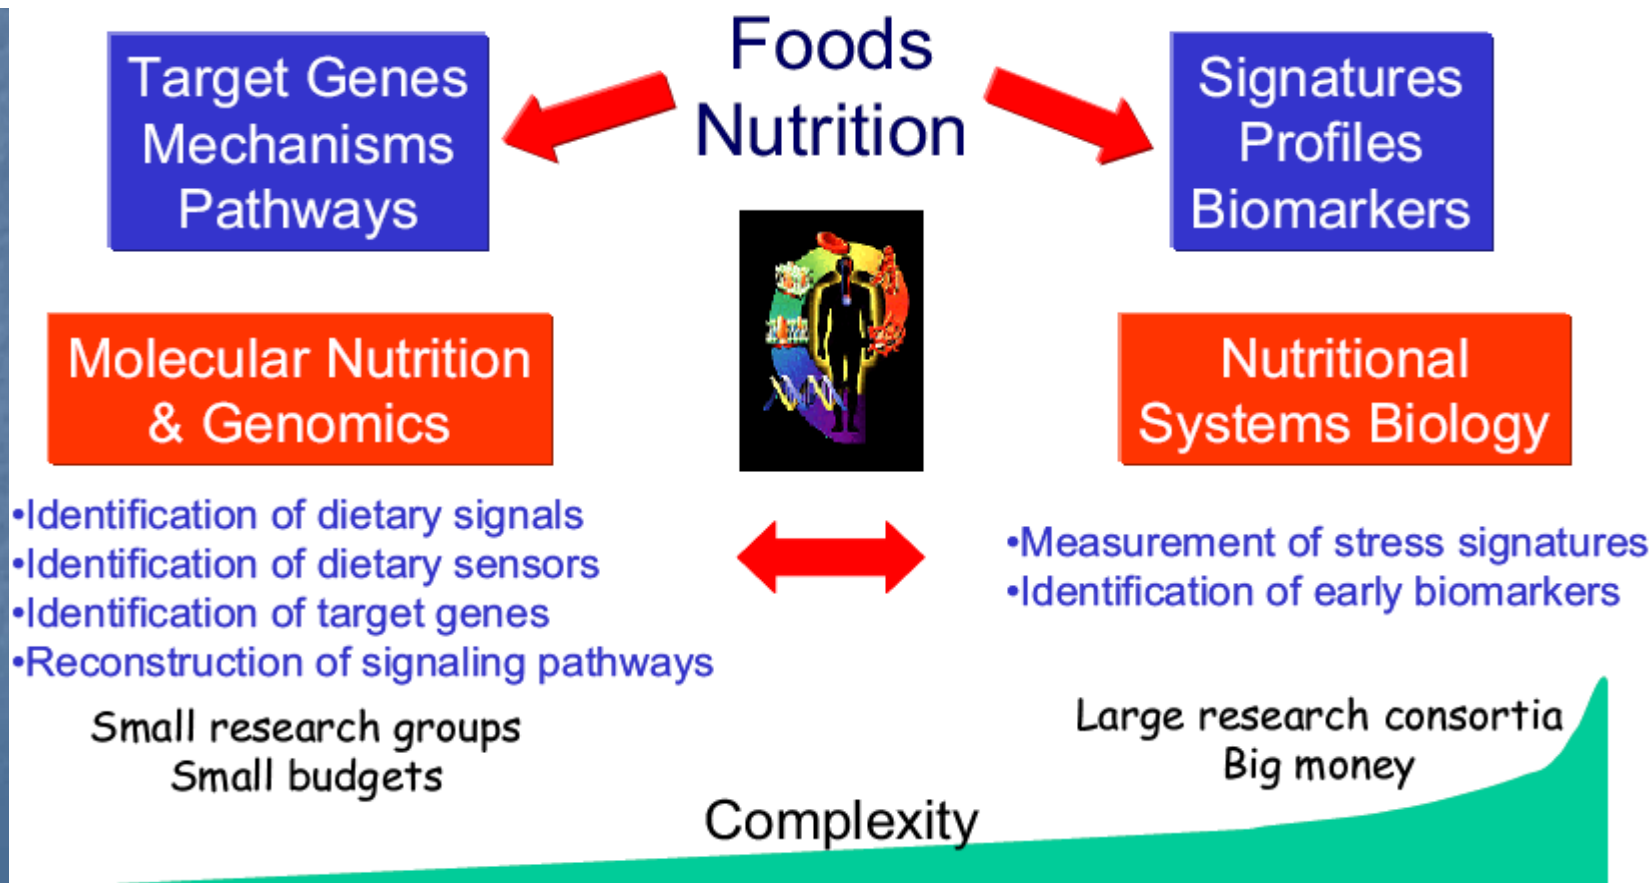 Foods
Nutrition
Target Genes
Mechanisms
Pathways
Signatures
Profiles
Biomarkers
Molecular Nutrition
& Genomics
Nutritional
Systems Biology
•Identification of dietary signals
•Identification of dietary sensors
•Identification of target genes
•Reconstruction of signaling pathways
•Measurement of stress signatures
•Identification of early biomarkers
Small research groups
Small budgets
Large research consortia
Big money
Complexity